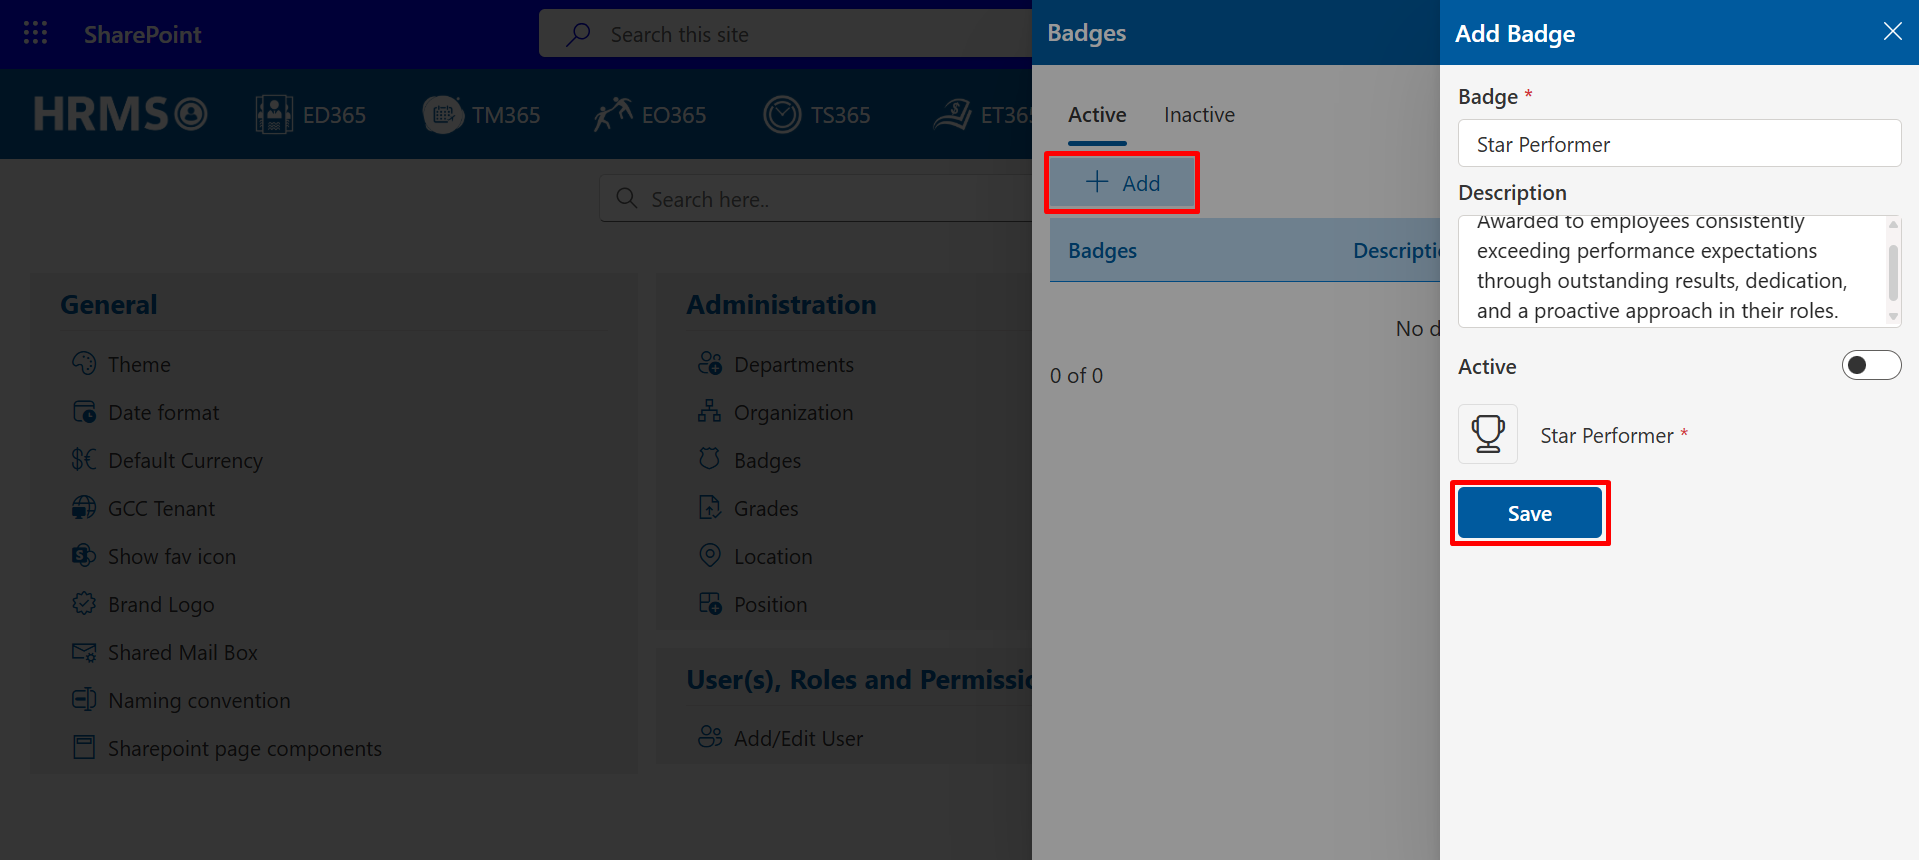 SharePoint
Search this site
HRMS
ED365
TM365
EO365
TS365
Search here..
General
Theme
Date format
Default Currency
GCC Tenant
Show fav icon
Brand Logo
Shared Mail Box
Naming convention
Sharepoint page components
Administration
Departments
Organization
Badges
Grades
Location
Position
User(s), Roles and
Add/Edit User
Badges
Active Inactive
Add
Badges
No
0 of 0
Add Badge
Badge *
Star Performer
Description
Awarded to employees consistently
exceeding performance expectations
through outstanding results, dedication,
and a proactive approach in their roles.
Active
Star Performer *
Save